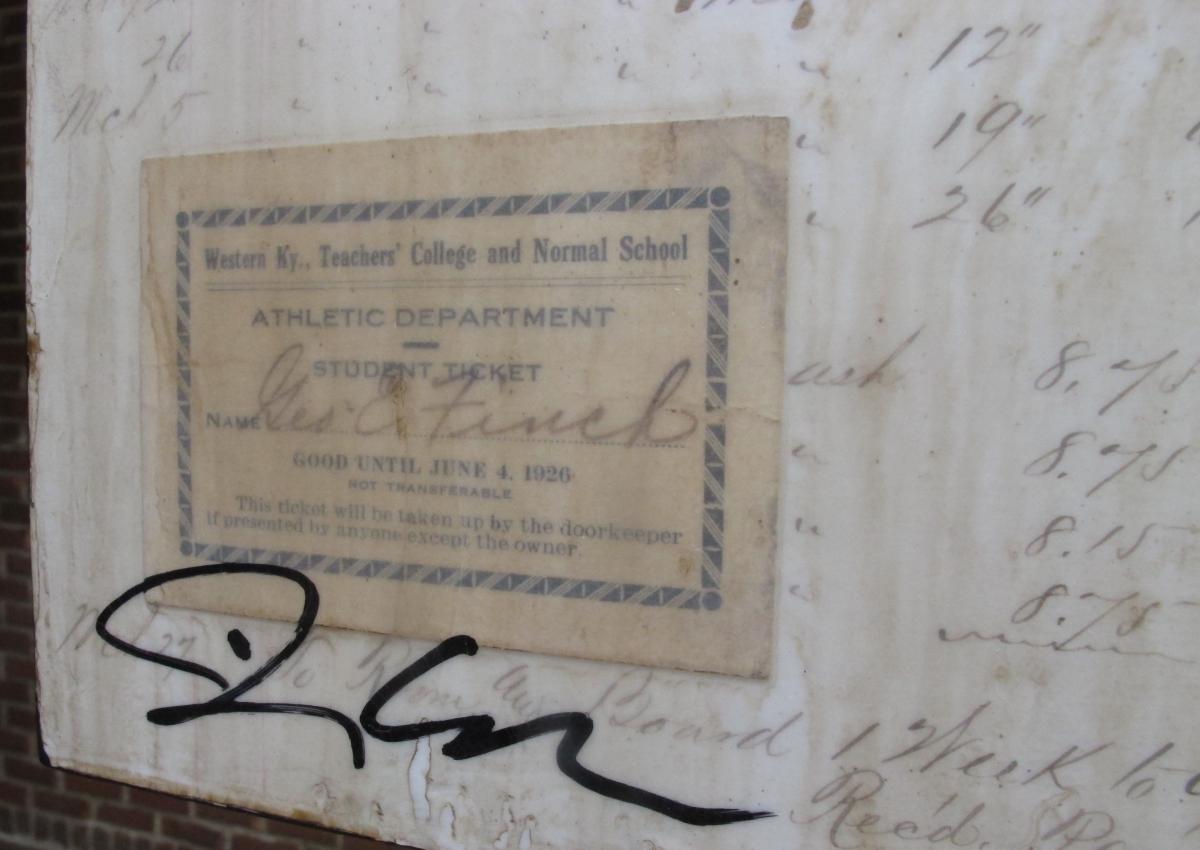 26 " " " " 12"
Mch 5 " " " 19"
" 26"
Western Ky., Teachers' College and Normal School
ATHLETIC DEPARTMENT
STUDENT TICKET
NAME Geo E Finch
GOOD UNTIL JUNE 4, 1926
NOT TRANSFERABLE
This ticket will be taken up by the doorkeeper
if presented by anyone except the owner.
8.75
" 8.75
" 8.15
" 8.75
27 To Board 1 Week to
Rec'd.